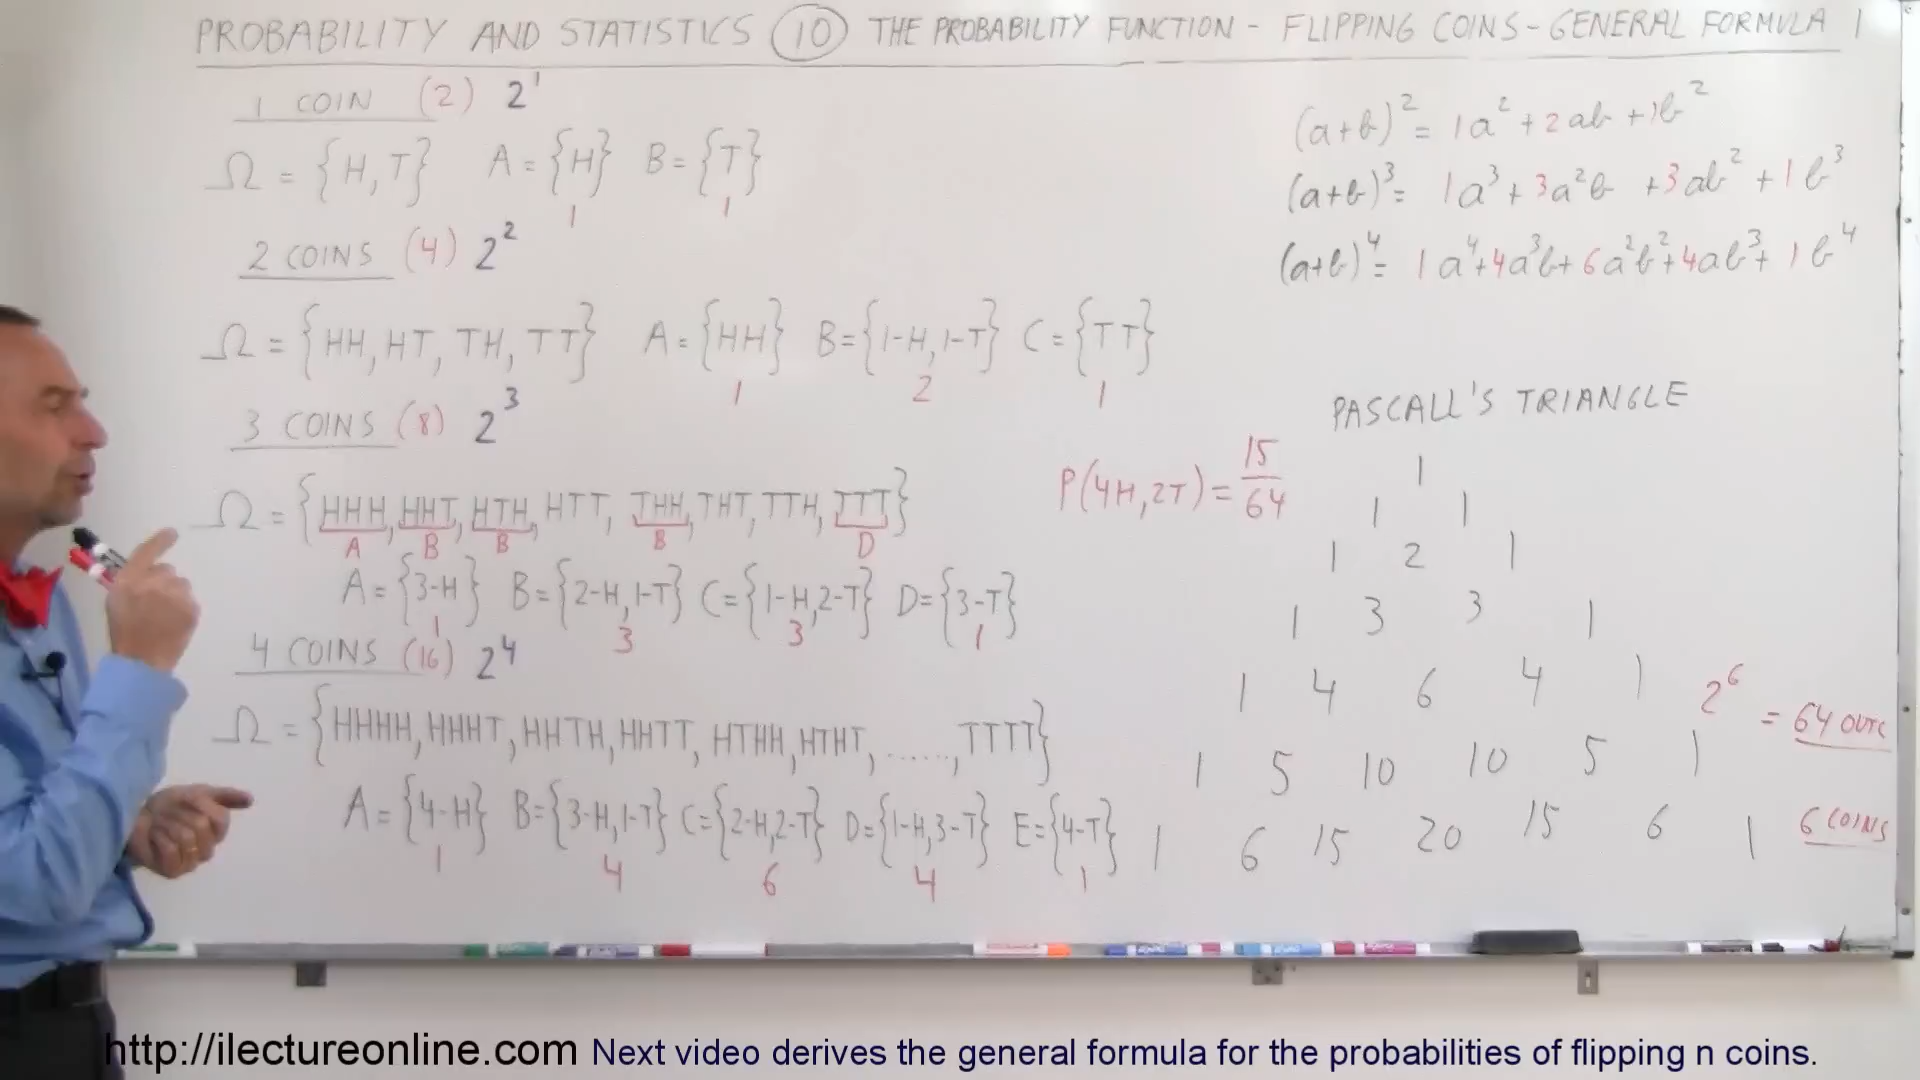 PROBABILITY AND STATISTICS 10 THE PROBABILITY FUNCTION - FLIPPING COINS - GENERAL FORMULA 1
1 COIN (2) 2¹
Ω = {H, T} A = {H} B = {T}
1 1
2 COINS (4) 2²
Ω = {HH, HT, TH, TT} A = {HH} B = {1-H, 1-T} C = {TT}
1 2 1
3 COINS (8) 2³
Ω = {HHH, HHT, HTH, HTT, THH, THT, TTH, TTT}
A B B B D
A = {3-H} B = {2-H, 1-T} C = {1-H, 2-T} D = {3-T}
1 3 3 1
4 COINS (16) 2⁴
Ω = {HHHH, HHHT, HHTH, HHTT, HTHH, HTHT, ......, TTTT}
A = {4-H} B = {3-H, 1-T} C = {2-H, 2-T} D = {1-H, 3-T} E = {4-T}
1 4 6 4 1
(a+b)² = 1a² + 2ab + 1b²
(a+b)³ = 1a³ + 3a²b + 3ab² + 1b³
(a+b)⁴ = 1a⁴ + 4a³b + 6a²b² + 4ab³ + 1b⁴
PASCALL'S TRIANGLE
P(4H, 2T) = 15/64
1
1 1
1 2 1
1 3 3 1
1 4 6 4 1
2⁶ = 64 OUTC
1 5 10 10 5 1
1 6 15 20 15 6 1 6 COINS
http://ilectureonline.com Next video derives the general formula for the probabilities of flipping n coins.